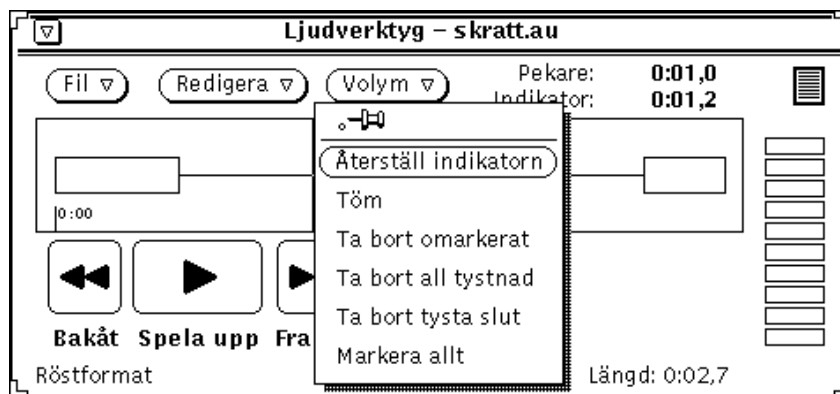 Ljudverktyg – skratt.au
Fil Redigera Volym Pekare: 0:01,0
Indikator: 0:01,2
Återställ indikatorn
Töm
Ta bort omarkerat
Ta bort all tystnad
Ta bort tysta slut
Markera allt
0:00
Bakåt Spela upp Fra
Röstformat Längd: 0:02,7